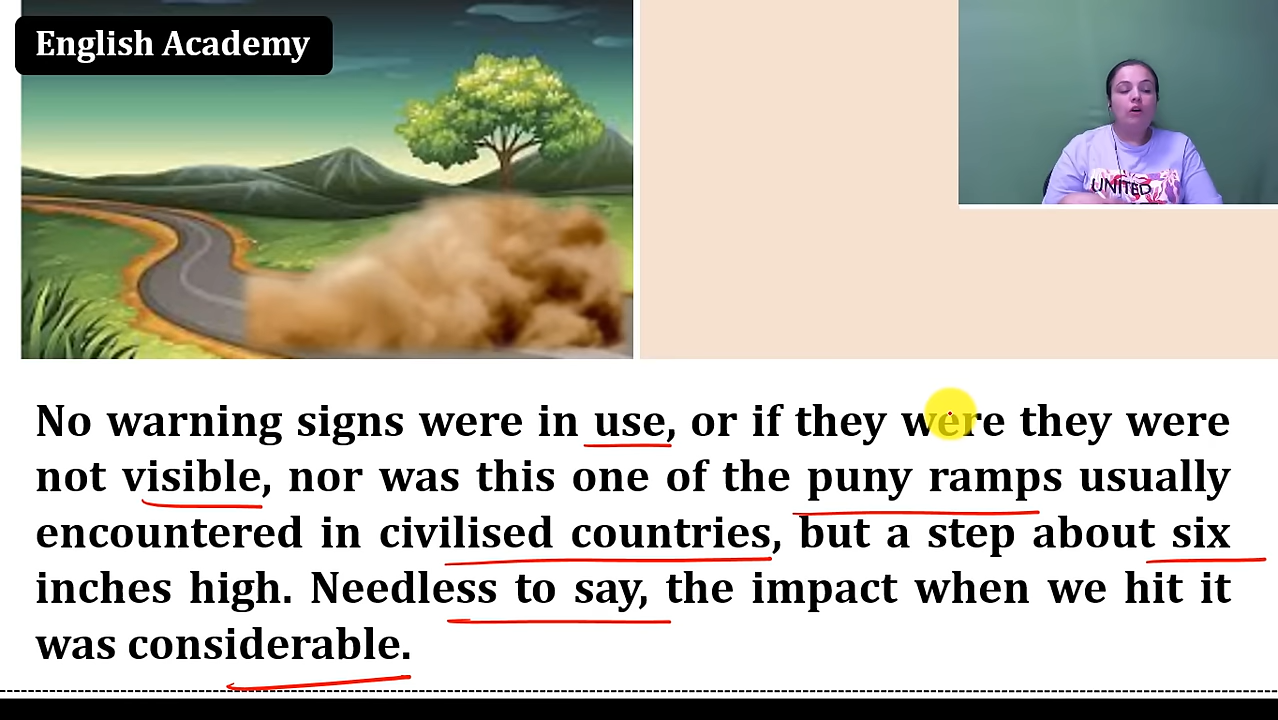 English Academy
UNITED
No warning signs were in use, or if they were they were
not visible, nor was this one of the puny ramps usually
encountered in civilised countries, but a step about six
inches high. Needless to say, the impact when we hit it
was considerable.